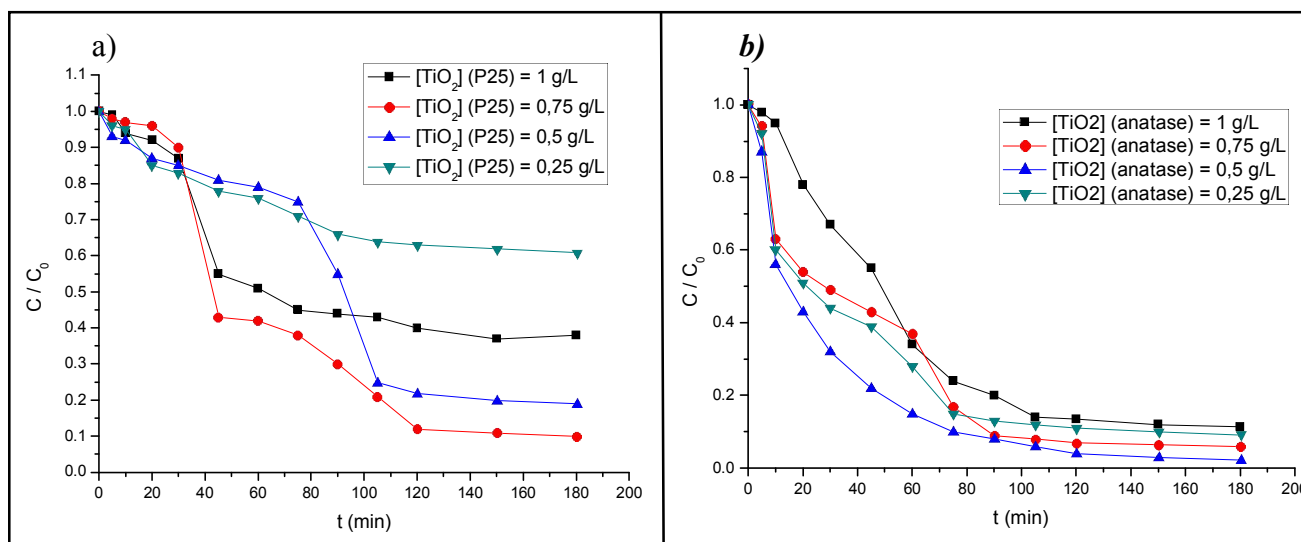 a)
[TiO2] (P25) = 1 g/L
[TiO2] (P25) = 0,75 g/L
[TiO2] (P25) = 0,5 g/L
[TiO2] (P25) = 0,25 g/L
1.1
1.0
0.9
0.8
0.7
0.6
0.5
0.4
0.3
0.2
0.1
0.0
C / C0
0 20 40 60 80 100 120 140 160 180 200
t (min)
b)
[TiO2] (anatase) = 1 g/L
[TiO2] (anatase) = 0,75 g/L
[TiO2] (anatase) = 0,5 g/L
[TiO2] (anatase) = 0,25 g/L
1.0
0.8
0.6
0.4
0.2
0.0
C / C0
0 20 40 60 80 100 120 140 160 180 200
t (min)